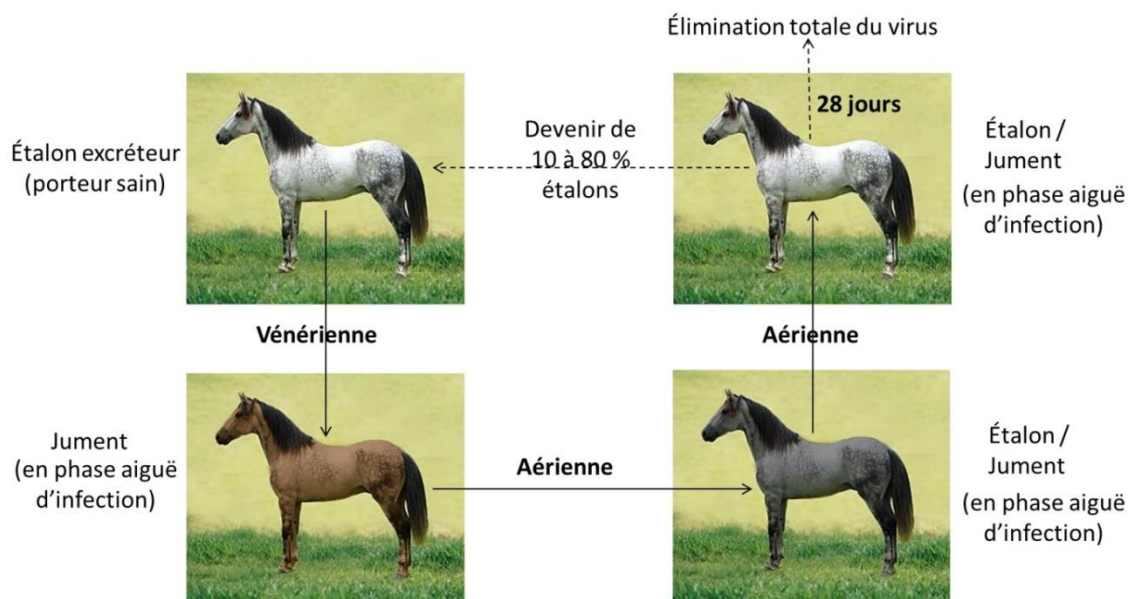 Élimination totale du virus
28 jours
Étalon excréteur
(porteur sain)
Devenir de
10 à 80 %
étalons
Étalon /
Jument
(en phase aiguë
d'infection)
Vénérienne
Aérienne
Jument
(en phase aiguë
d'infection)
Aérienne
Étalon /
Jument
(en phase aiguë
d'infection)